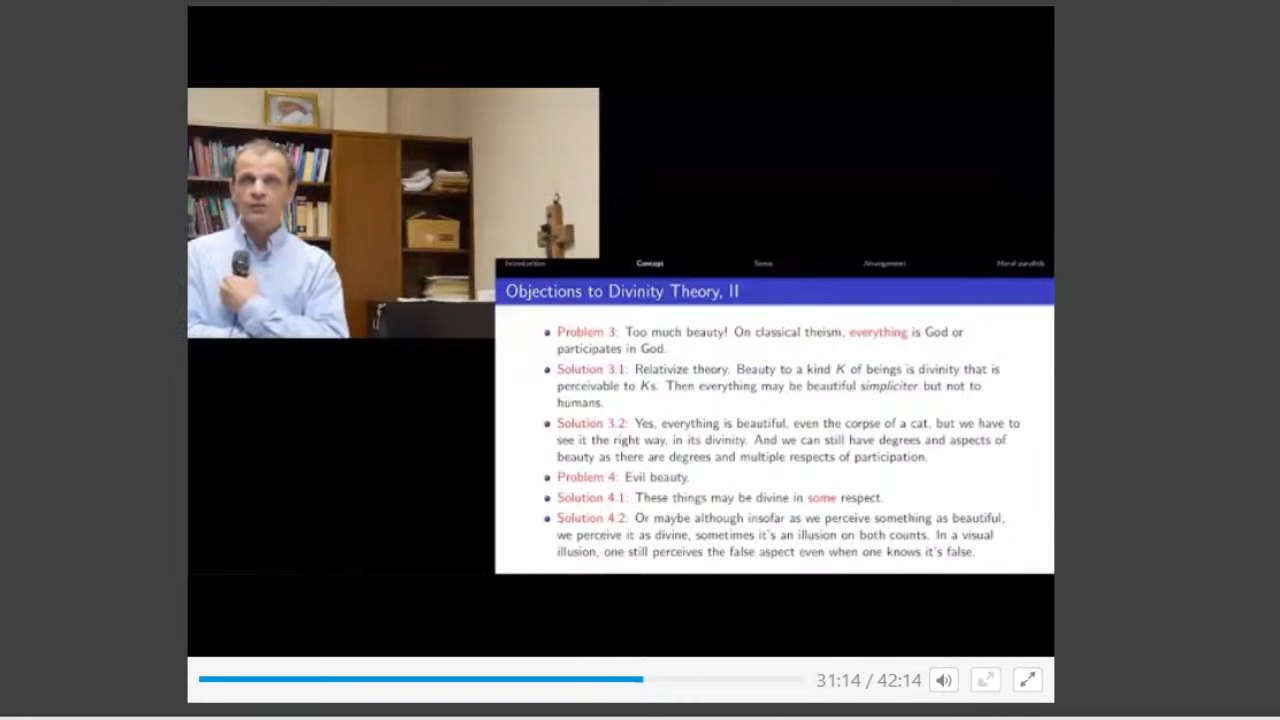 Introduction Concept Sense Arrangement Moral parallels
Objections to Divinity Theory, II
Problem 3: Too much beauty! On classical theism, everything is God or
participates in God.
Solution 3.1: Relativize theory. Beauty to a kind K of beings is divinity that is
perceivable to Ks. Then everything may be beautiful simpliciter but not to
humans.
Solution 3.2: Yes, everything is beautiful, even the corpse of a cat, but we have to
see it the right way, in its divinity. And we can still have degrees and aspects of
beauty as there are degrees and multiple respects of participation.
Problem 4: Evil beauty.
Solution 4.1: These things may be divine in some respect.
Solution 4.2: Or maybe although insofar as we perceive something as beautiful,
we perceive it as divine, sometimes it's an illusion on both counts. In a visual
illusion, one still perceives the false aspect even when one knows it's false.
31:14 / 42:14